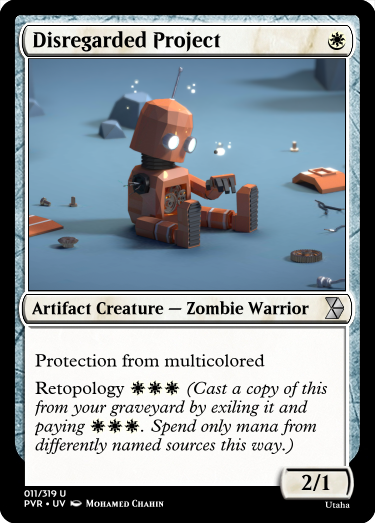 Disregarded Project
Artifact Creature — Zombie Warrior
Protection from multicolored
Retopology (Cast a copy of this
from your graveyard by exiling it and
paying . Spend only mana from
differently named sources this way.)
2/1
011/319 U
PVR • UV Mohamed Chahin
Utaha